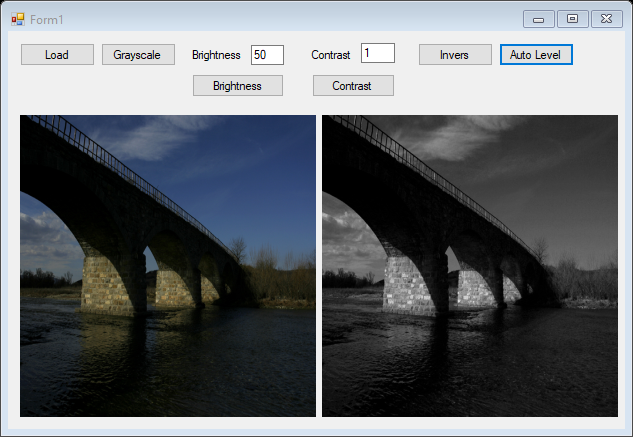 Form1
Load Grayscale Brightness 50 Contrast 1 Invers Auto Level
Brightness Contrast